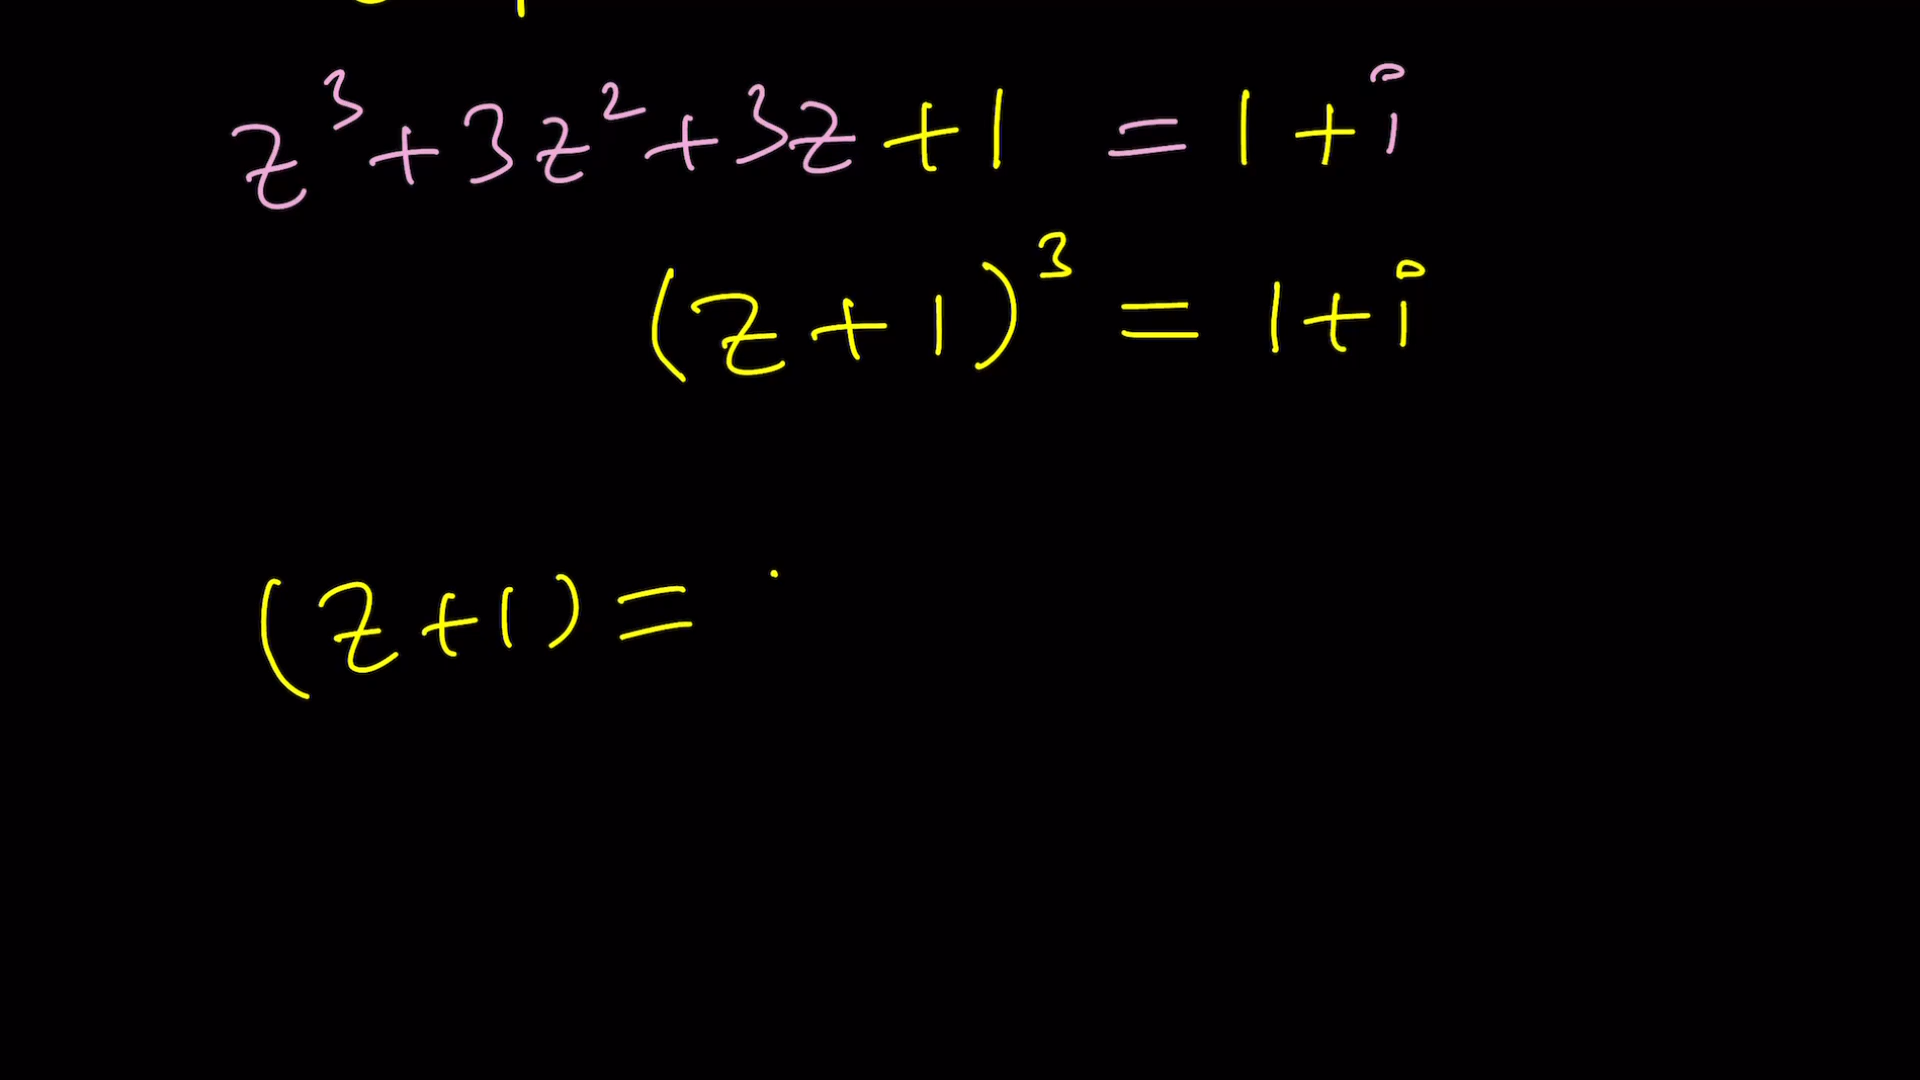 z³+3z²+3z+1 = 1+i
(z+1)³ = 1+i
(z+1) =